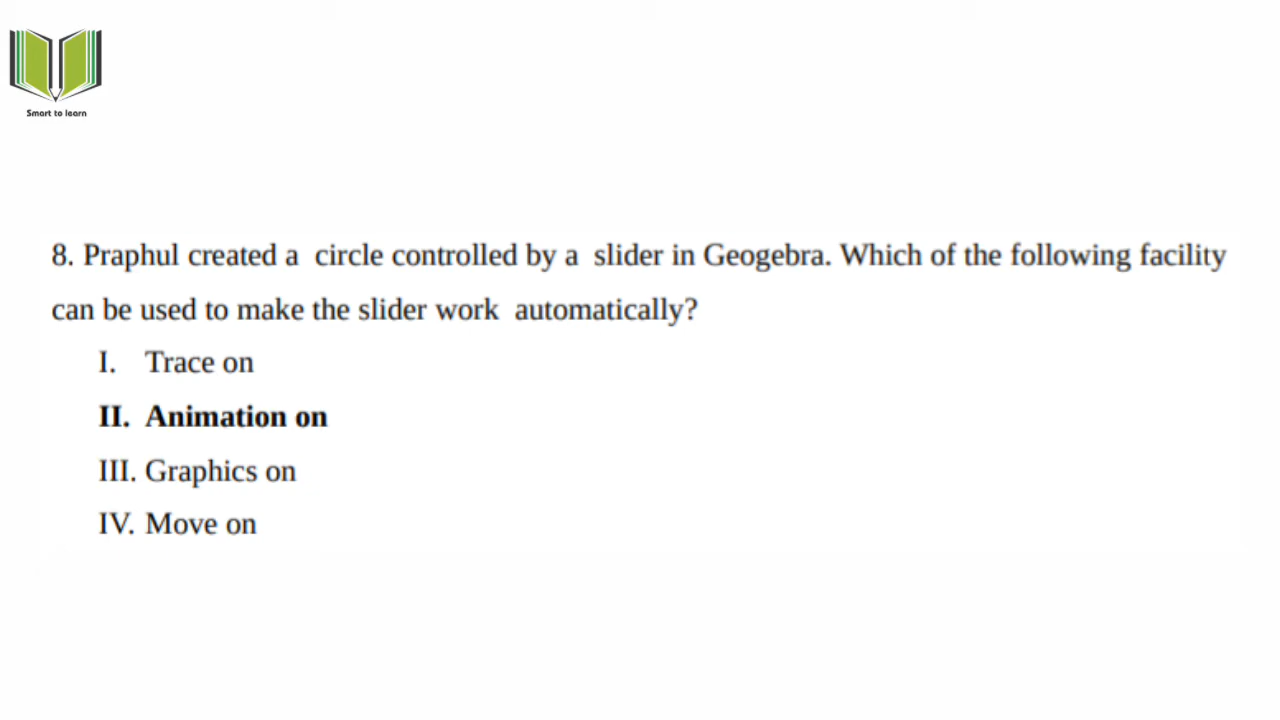 Smart to learn
8. Praphul created a circle controlled by a slider in Geogebra. Which of the following facility
can be used to make the slider work automatically?
I. Trace on
II. Animation on
III. Graphics on
IV. Move on